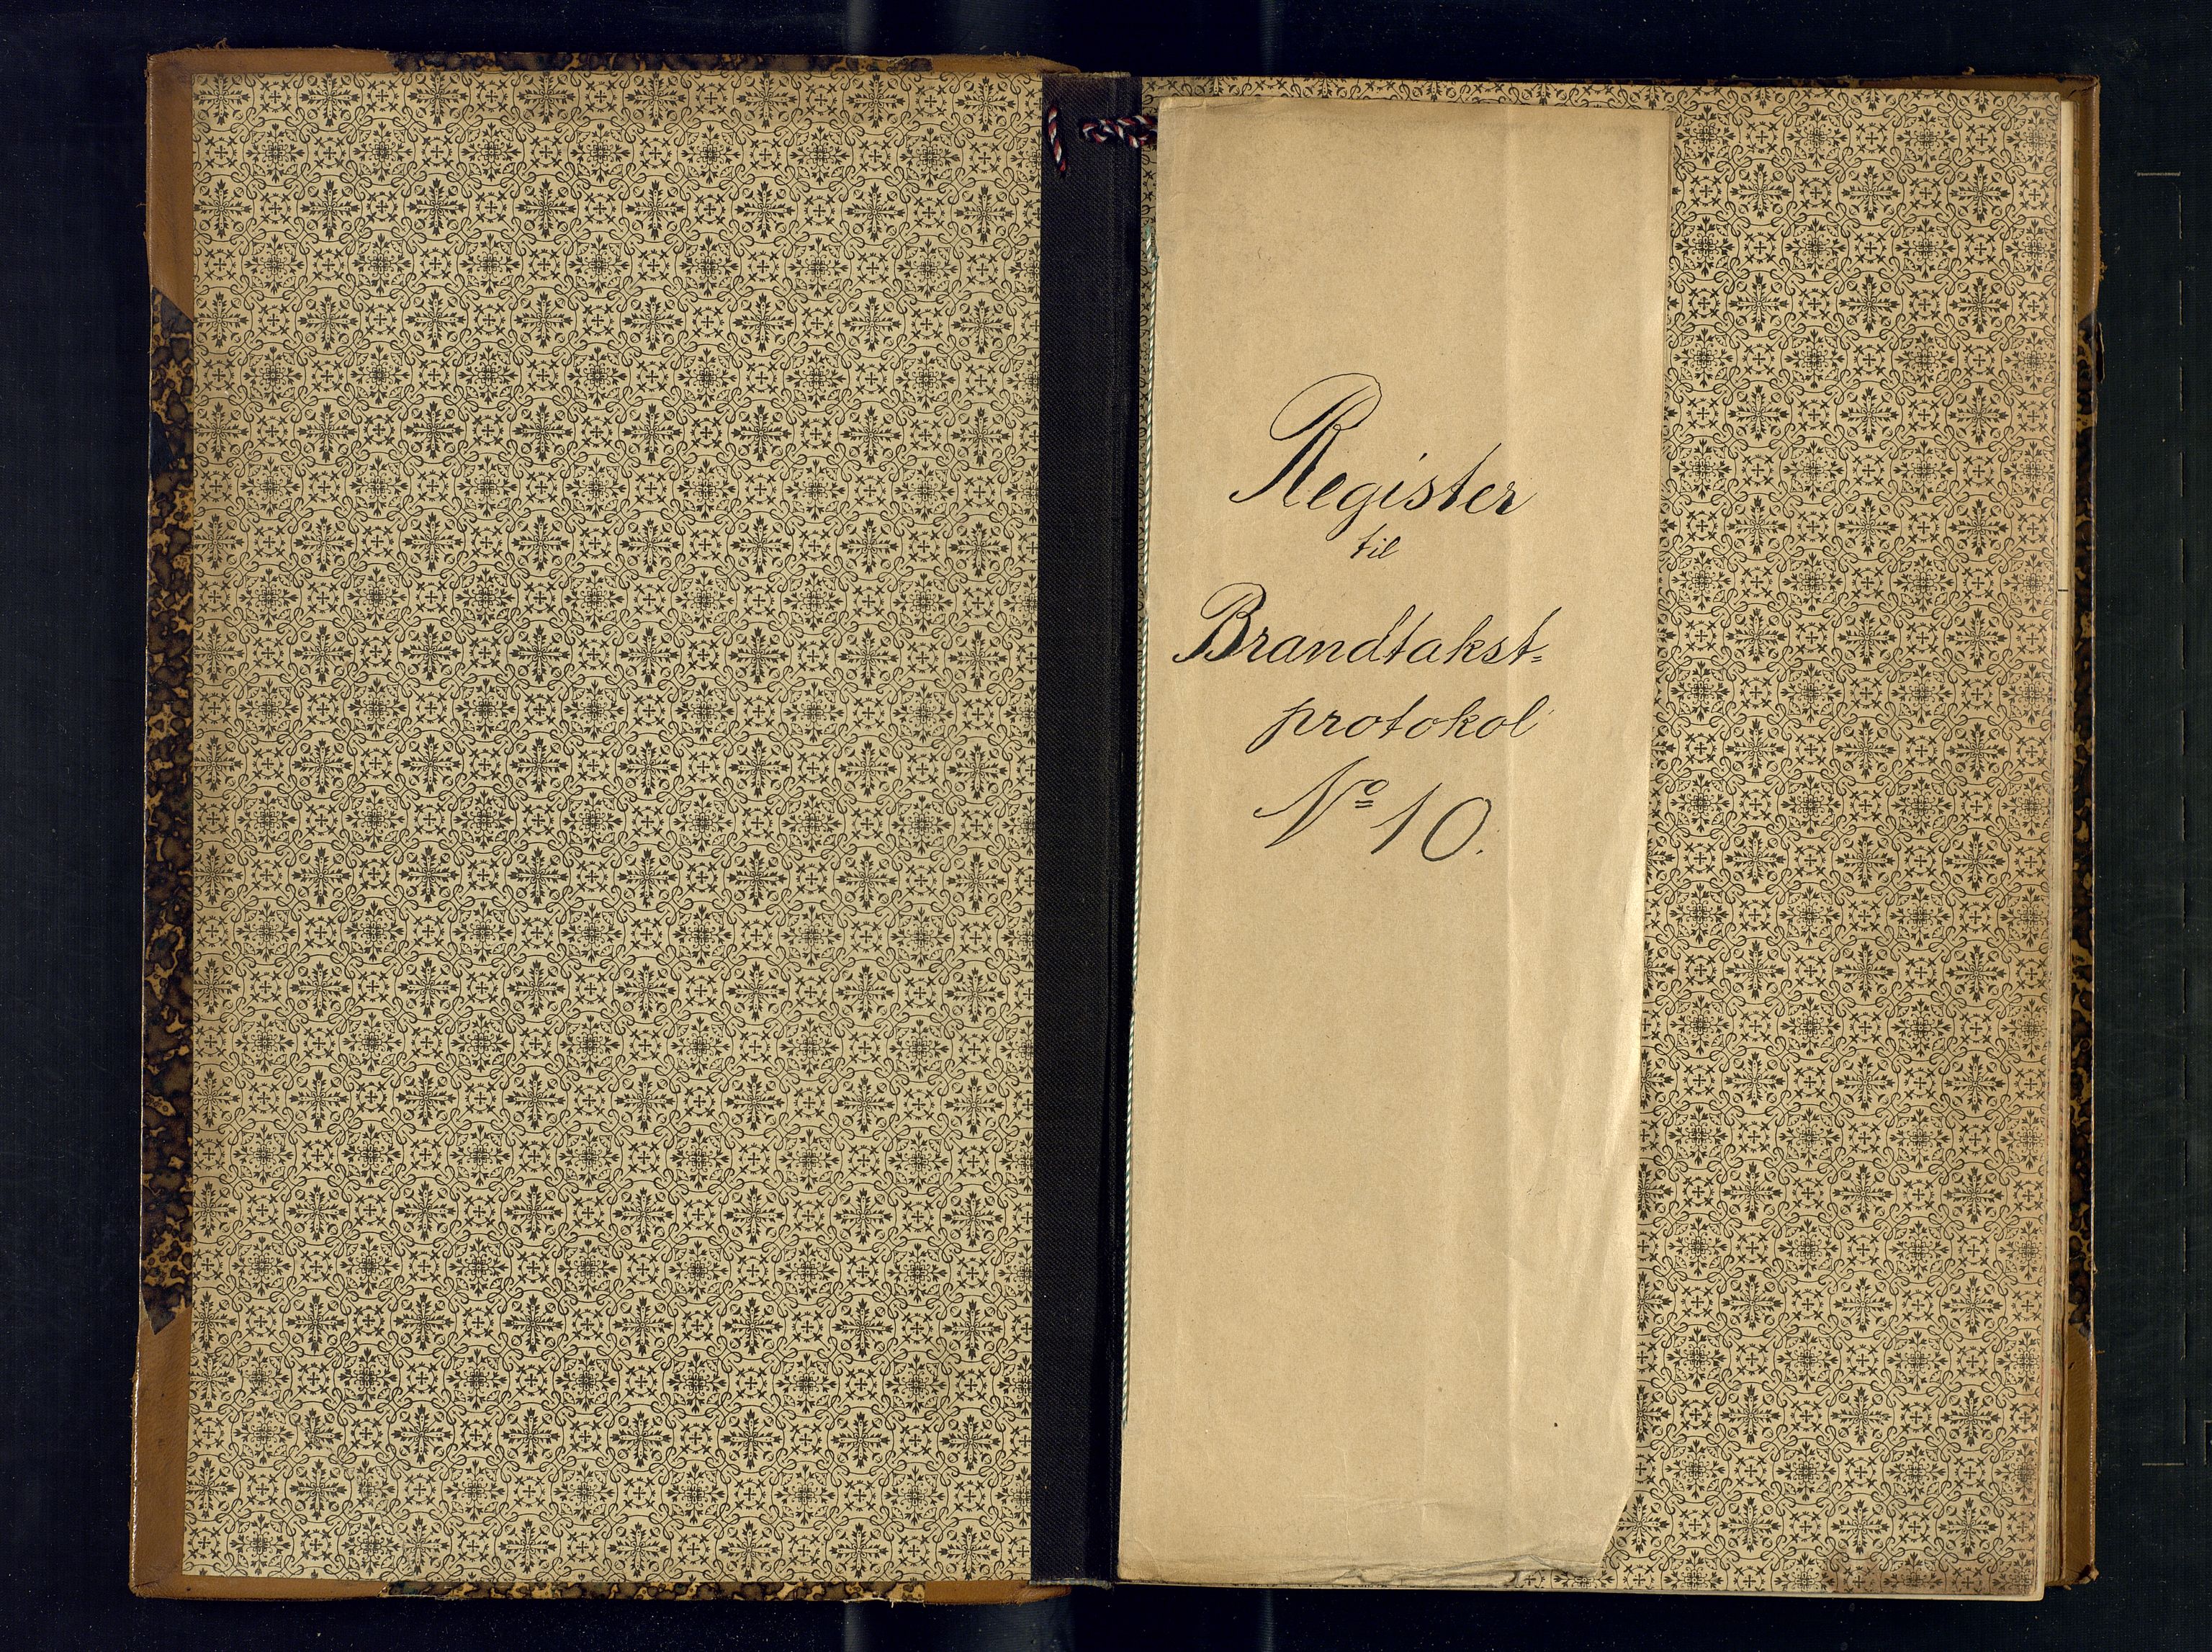 Register
til
Brandtakst=
protokol
Nº 10.